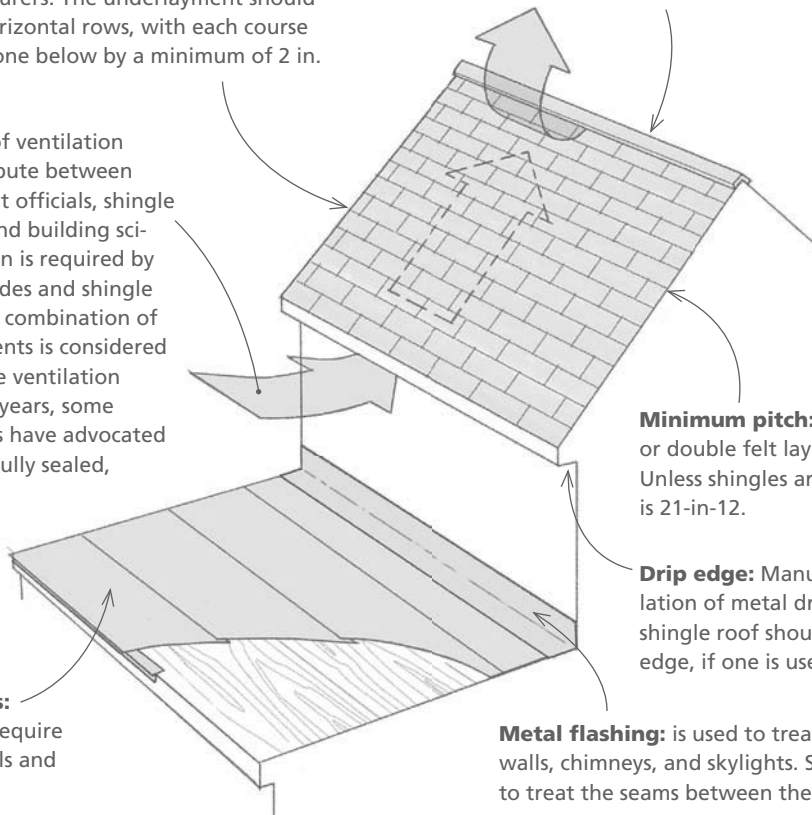 urers. The underlayment should
rizontal rows, with each course
one below by a minimum of 2 in.
of ventilation
pute between
t officials, shingle
nd building sci-
n is required by
des and shingle
combination of
ents is considered
e ventilation
years, some
s have advocated
fully sealed,
Minimum pitch:
or double felt lay
Unless shingles ar
is 21-in-12.
Drip edge: Manu
lation of metal dr
shingle roof shou
edge, if one is use
s:
equire
ls and
Metal flashing: is used to trea
walls, chimneys, and skylights. S
to treat the seams between the